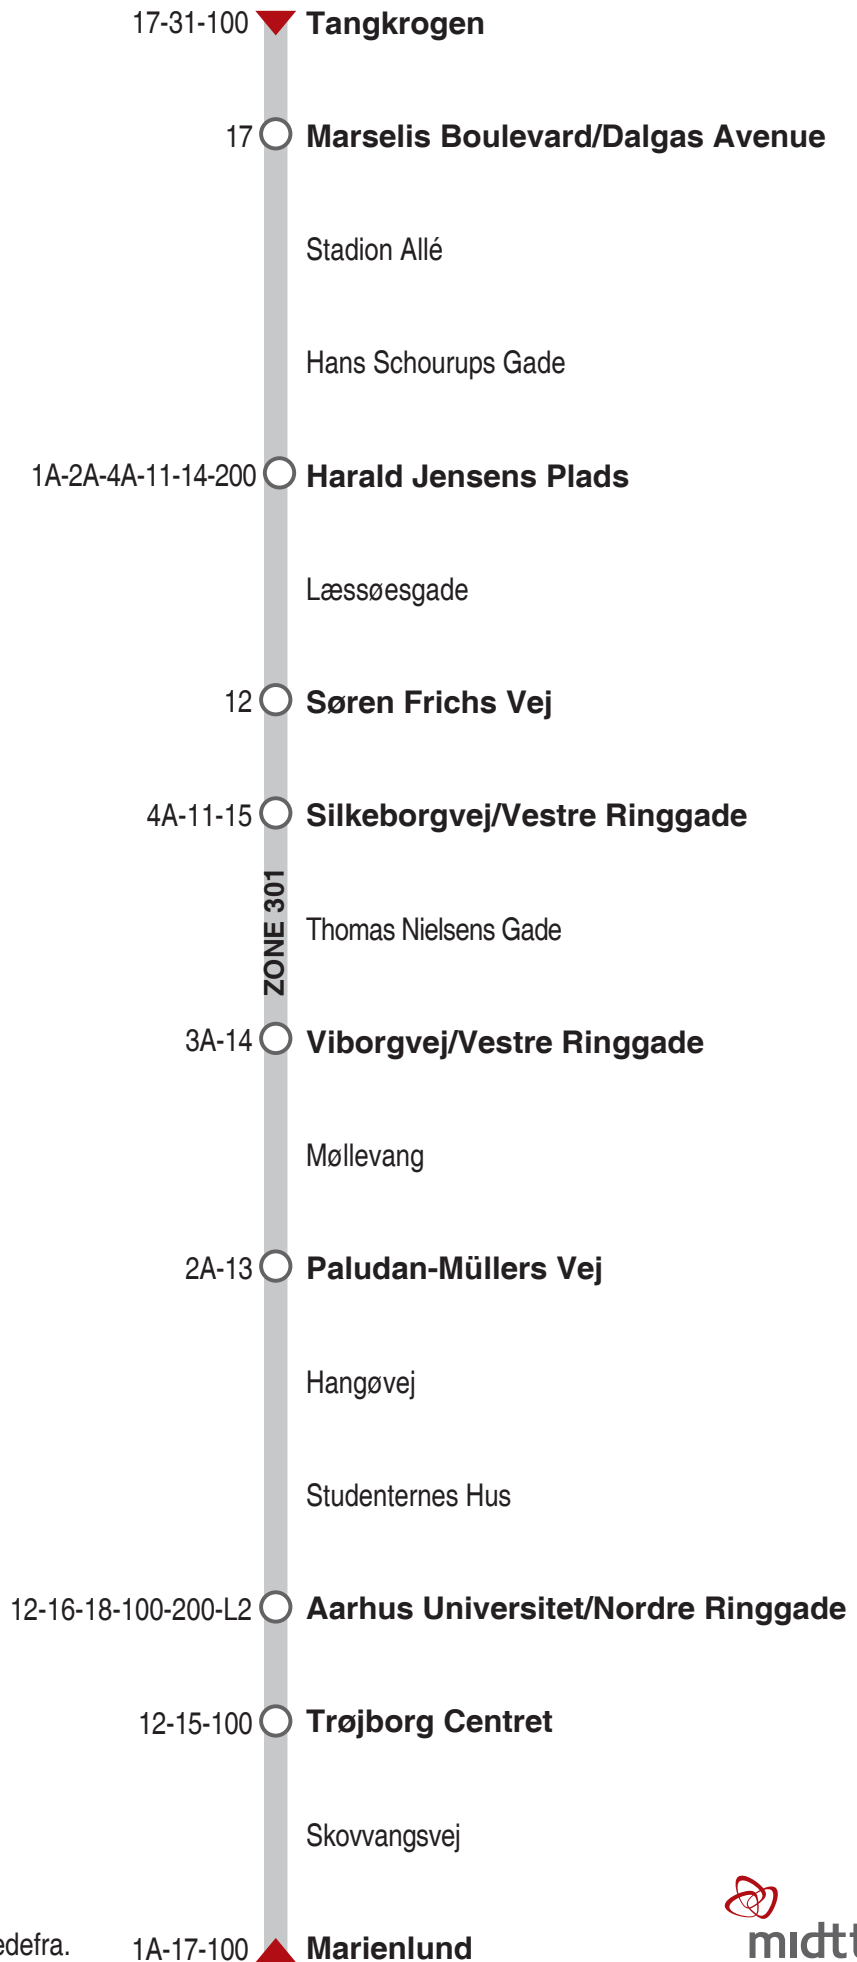 17-31-100 Tangkrogen
17 Marselis Boulevard/Dalgas Avenue
Stadion Allé
Hans Schourups Gade
1A-2A-4A-11-14-200 Harald Jensens Plads
Læssøesgade
12 Søren Frichs Vej
4A-11-15 Silkeborgvej/Vestre Ringgade
ZONE 301
Thomas Nielsens Gade
3A-14 Viborgvej/Vestre Ringgade
Møllevang
2A-13 Paludan-Müllers Vej
Hangøvej
Studenternes Hus
12-16-18-100-200-L2 Aarhus Universitet/Nordre Ringgade
12-15-100 Trøjborg Centret
Skovvangsvej
1A-17-100 Marienlund